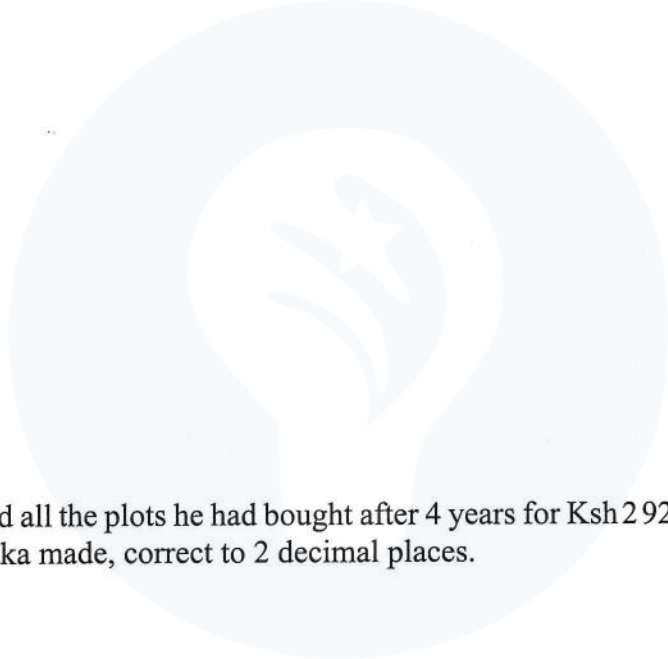 d all the plots he had bought after 4 years for Ksh 2 92
ka made, correct to 2 decimal places.